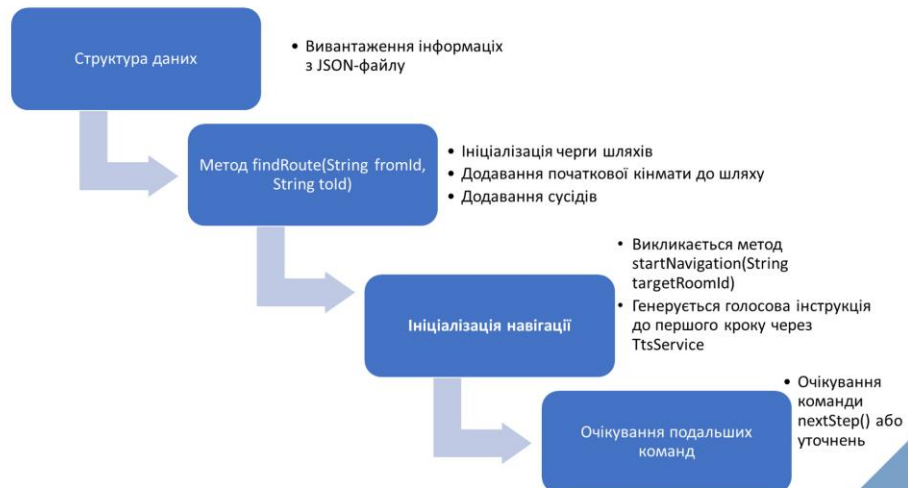 Структура даних
• Вивантаження інформаціх
з JSON-файлу
Метод findRoute(String fromId,
String toId)
• Ініціалізація черги шляхів
• Додавання початкової кінмати до шляху
• Додавання сусідів
Ініціалізація навігації
• Викликається метод
startNavigation(String
targetRoomId)
• Генерується голосова інструкція
до першого кроку через
TtsService
Очікування подальших
команд
• Очікування
команди
nextStep() або
уточнень